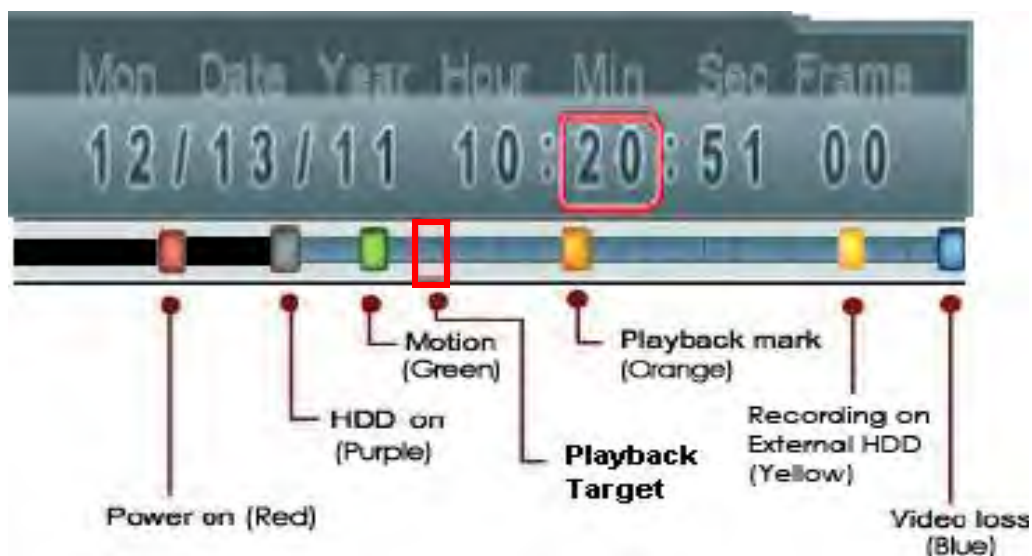 Mon Date Year Hour Min Sec Frame
12/13/11 10:20:51 00
Motion
(Green)
Playback mark
(Orange)
HDD on
(Purple)
Playback
Target
Recording on
External HDD
(Yellow)
Power on (Red)
Video loss
(Blue)